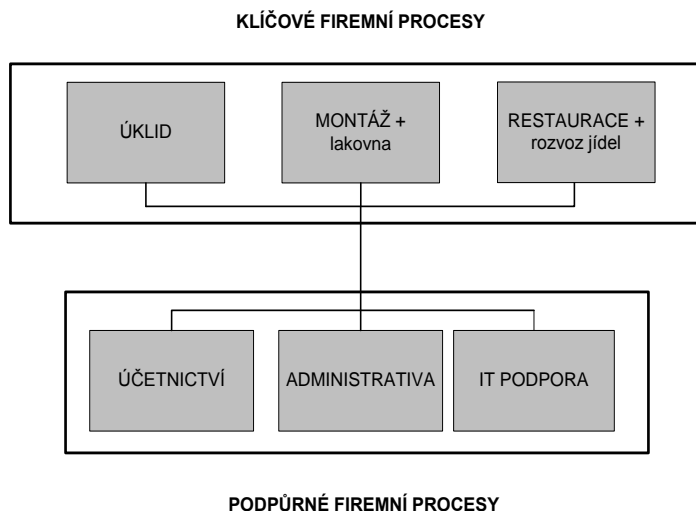 KLÍČOVÉ FIREMNÍ PROCESY
ÚKLID
MONTÁŽ +
lakovna
RESTAURACE +
rozvoz jídel
ÚČETNICTVÍ
ADMINISTRATIVA
IT PODPORA
PODPŮRNÉ FIREMNÍ PROCESY